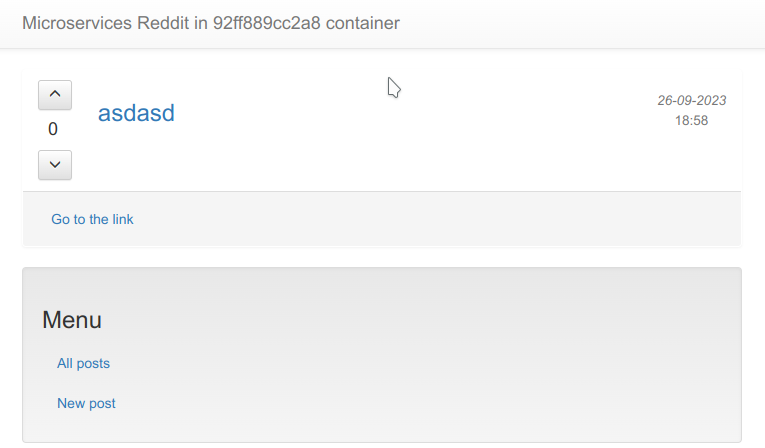 Microservices Reddit in 92ff889cc2a8 container
0
asdasd
26-09-2023
18:58
Go to the link
Menu
All posts
New post